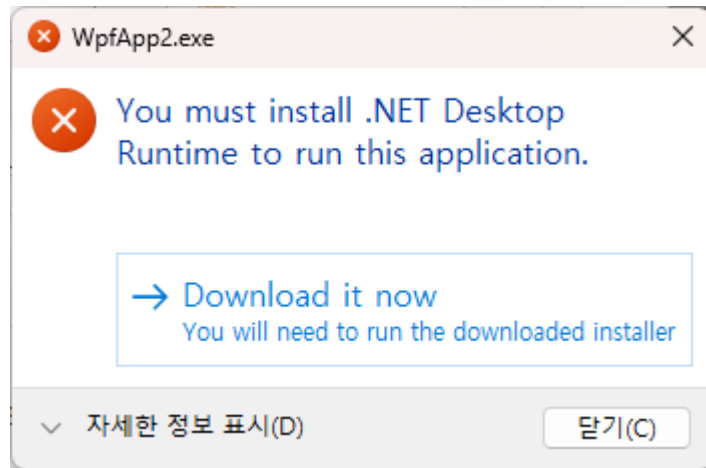 WpfApp2.exe
You must install .NET Desktop
Runtime to run this application.
Download it now
You will need to run the downloaded installer
자세한 정보 표시(D)
닫기(C)